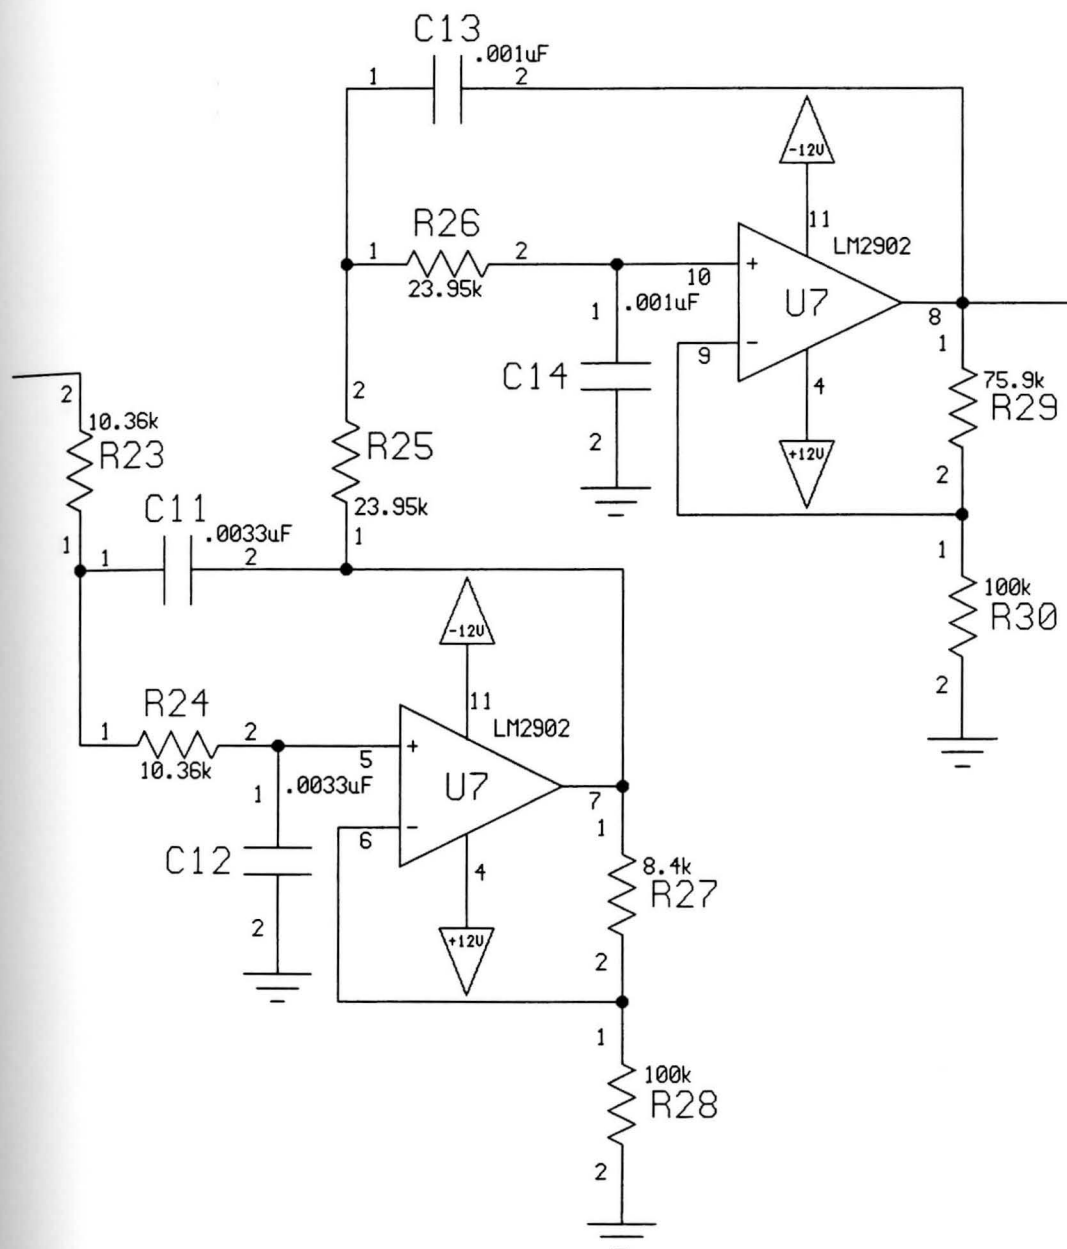 C13
.001uF
1
2
-12V
11
LM2902
R26
1
2
23.95k
10
+
U7
8
.001uF
1
C14
9
-
4
1
75.9k
R29
2
10.36k
R23
2
R25
2
+12V
2
23.95k
C11
.0033uF
1
1
2
1
1
100k
R30
-12V
2
R24
11
LM2902
1
2
10.36k
5
+
U7
7
1
.0033uF
6
-
1
C12
4
8.4k
R27
2
+12V
2
1
100k
R28
2